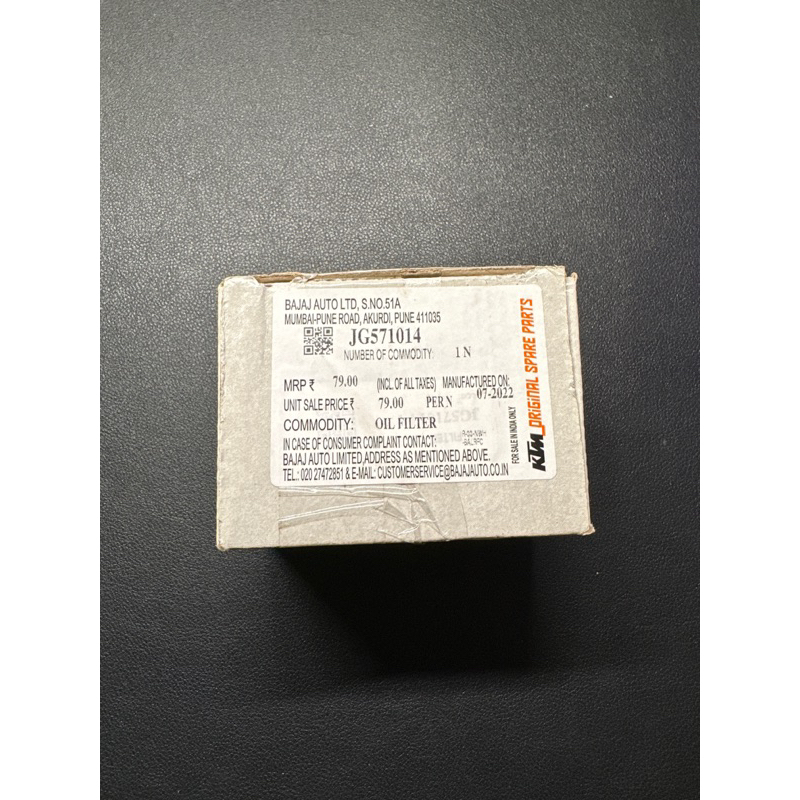 BAJAJ AUTO LTD, S.NO.51A
MUMBAI-PUNE ROAD, AKURDI, PUNE 411035
JG571014
NUMBER OF COMMODITY: 1 N
MRP ₹ 79.00 (INCL. OF ALL TAXES) MANUFACTURED ON:
07-2022
UNIT SALE PRICE ₹ 79.00 PER N
COMMODITY: OIL FILTER
IN CASE OF CONSUMER COMPLAINT CONTACT:
BAJAJ AUTO LIMITED,ADDRESS AS MENTIONED ABOVE.
TEL.: 020 27472851 & E-MAIL: CUSTOMERSERVICE@BAJAJAUTO.CO.IN
FOR SALE IN INDIA ONLY
KTM_ORIGINAL SPARE PARTS